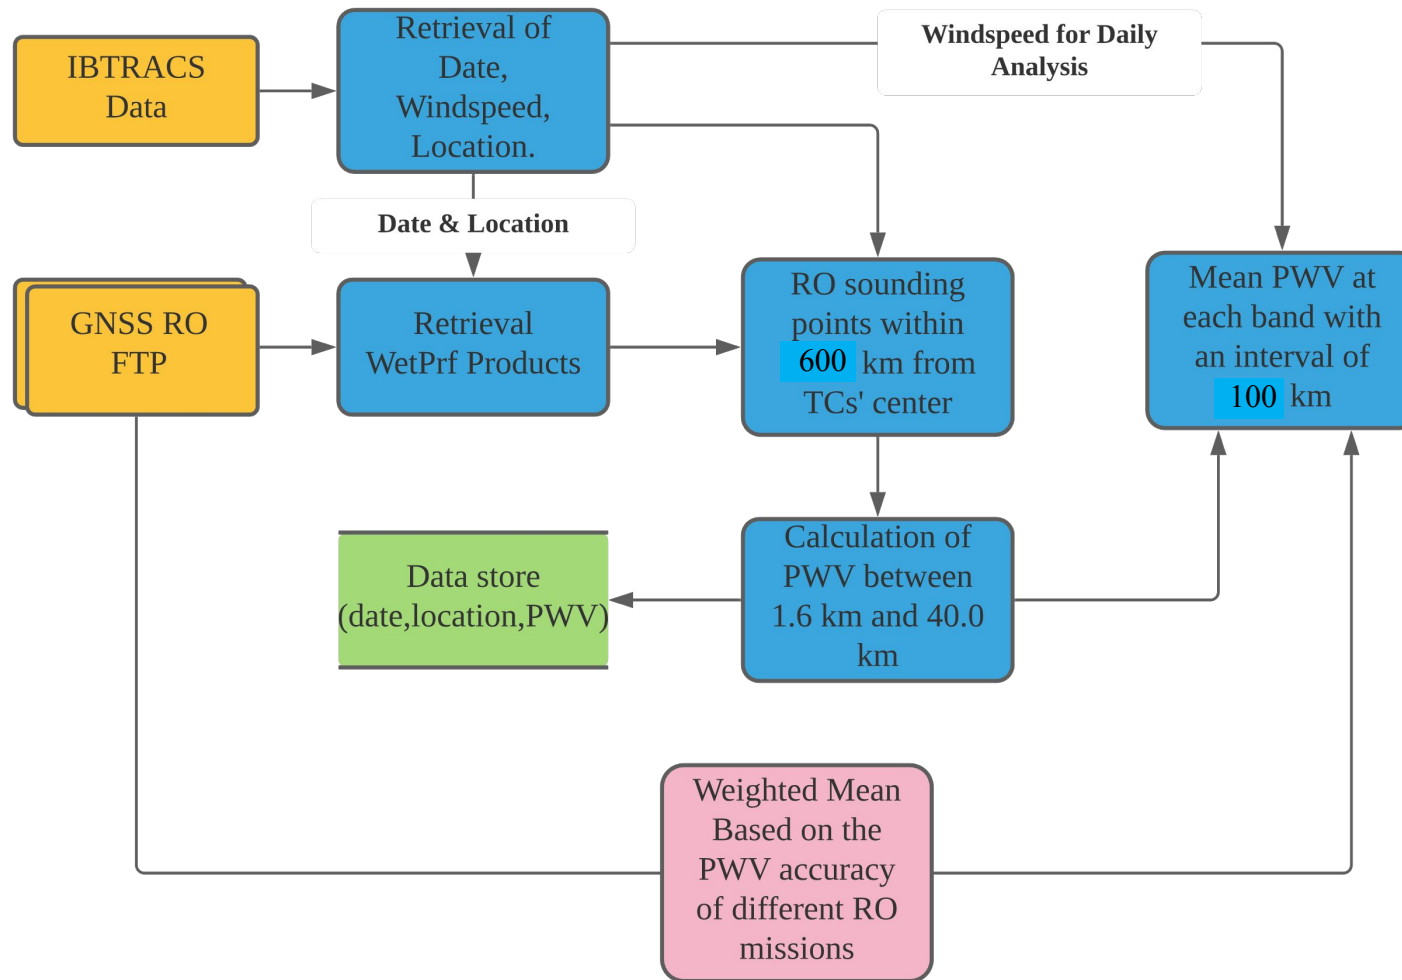 IBTRACS
Data
Retrieval of
Date,
Windspeed,
Location.
Windspeed for Daily
Analysis
Date & Location
GNSS RO
FTP
Retrieval
WetPrf Products
RO sounding
points within
600 km from
TCs' center
Mean PWV at
each band with
an interval of
100 km
Data store
(date,location,PWV)
Calculation of
PWV between
1.6 km and 40.0
km
Weighted Mean
Based on the
PWV accuracy
of different RO
missions